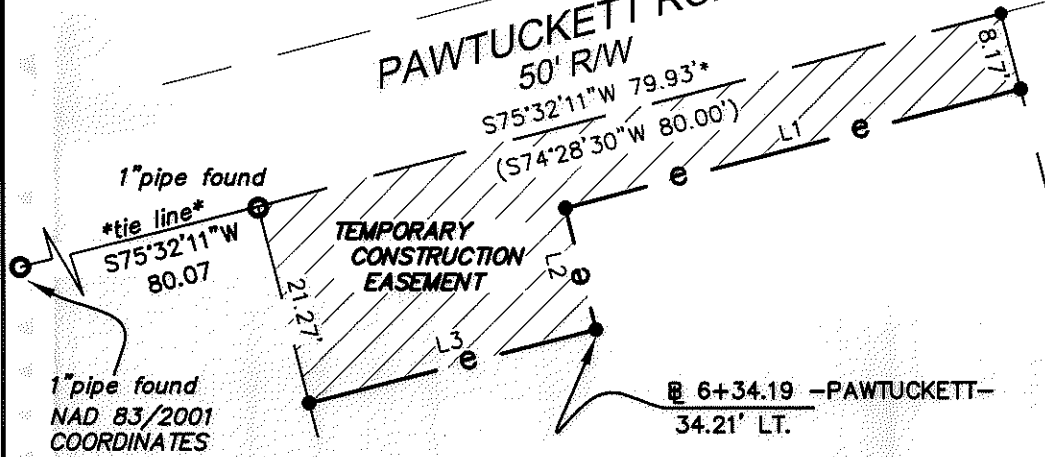 PAWTUCKETT
50' R/W
8.17'
S75°32'11"W 79.93'*
(S74°28'30"W 80.00')
L1
e
e
1"pipe found
*tie line*
S75°32'11"W
80.07
TEMPORARY
CONSTRUCTION
EASEMENT
L2
e
21.27'
L3
e
1"pipe found
NAD 83/2001
COORDINATES
6+34.19 -PAWTUCKETT-
34.21' LT.